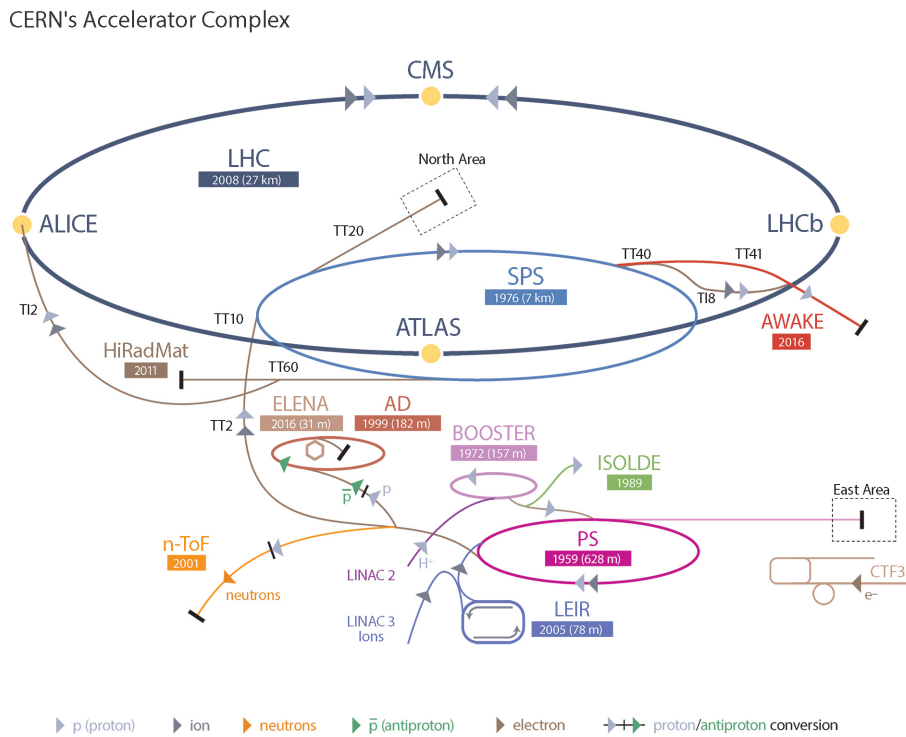 CERN's Accelerator Complex
CMS
LHC
2008 (27 km)
North Area
ALICE
LHCb
TT20
TT40
TT41
SPS
1976 (7 km)
TI8
TI2
TT10
ATLAS
AWAKE
2016
HiRadMat
2011
TT60
ELENA
2016 (31 m)
AD
1999 (182 m)
TT2
BOOSTER
1972 (157 m)
ISOLDE
1989
p̅
p
East Area
n-ToF
2001
PS
1959 (628 m)
H⁺
LINAC 2
neutrons
CTF3
e⁻
LEIR
2005 (78 m)
LINAC 3
Ions
p (proton)
ion
neutrons
p̅ (antiproton)
electron
proton/antiproton conversion